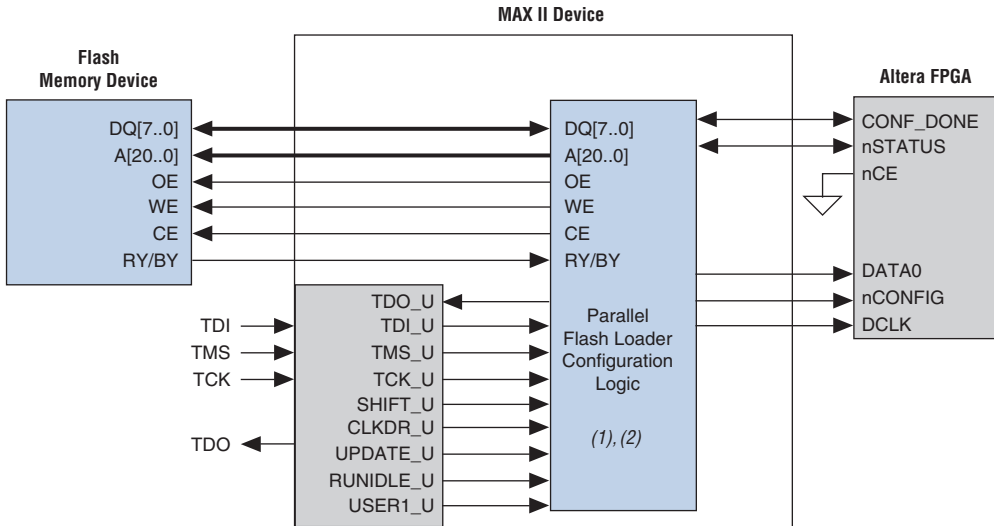 MAX II Device
Flash
Memory Device
Altera FPGA
DQ[7..0]
A[20..0]
OE
WE
CE
RY/BY
DQ[7..0]
A[20..0]
OE
WE
CE
RY/BY
CONF_DONE
nSTATUS
nCE
DATA0
nCONFIG
DCLK
TDI
TMS
TCK
TDO
TDO_U
TDI_U
TMS_U
TCK_U
SHIFT_U
CLKDR_U
UPDATE_U
RUNIDLE_U
USER1_U
Parallel
Flash Loader
Configuration
Logic
(1), (2)